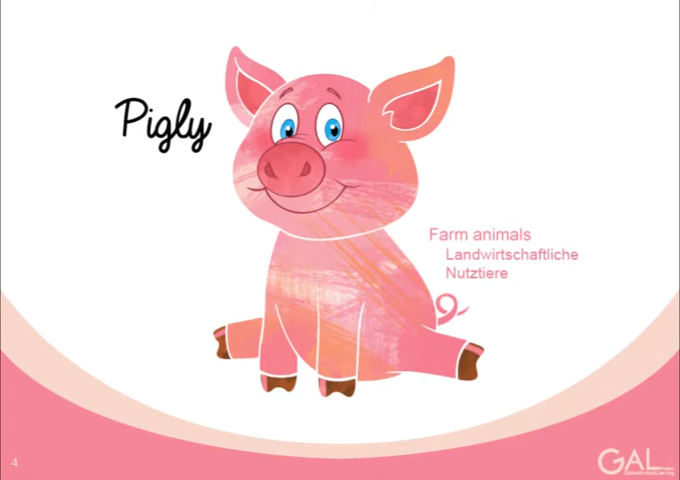 Pigly
Farm animals
Landwirtschaftliche
Nutztiere
4
GAL